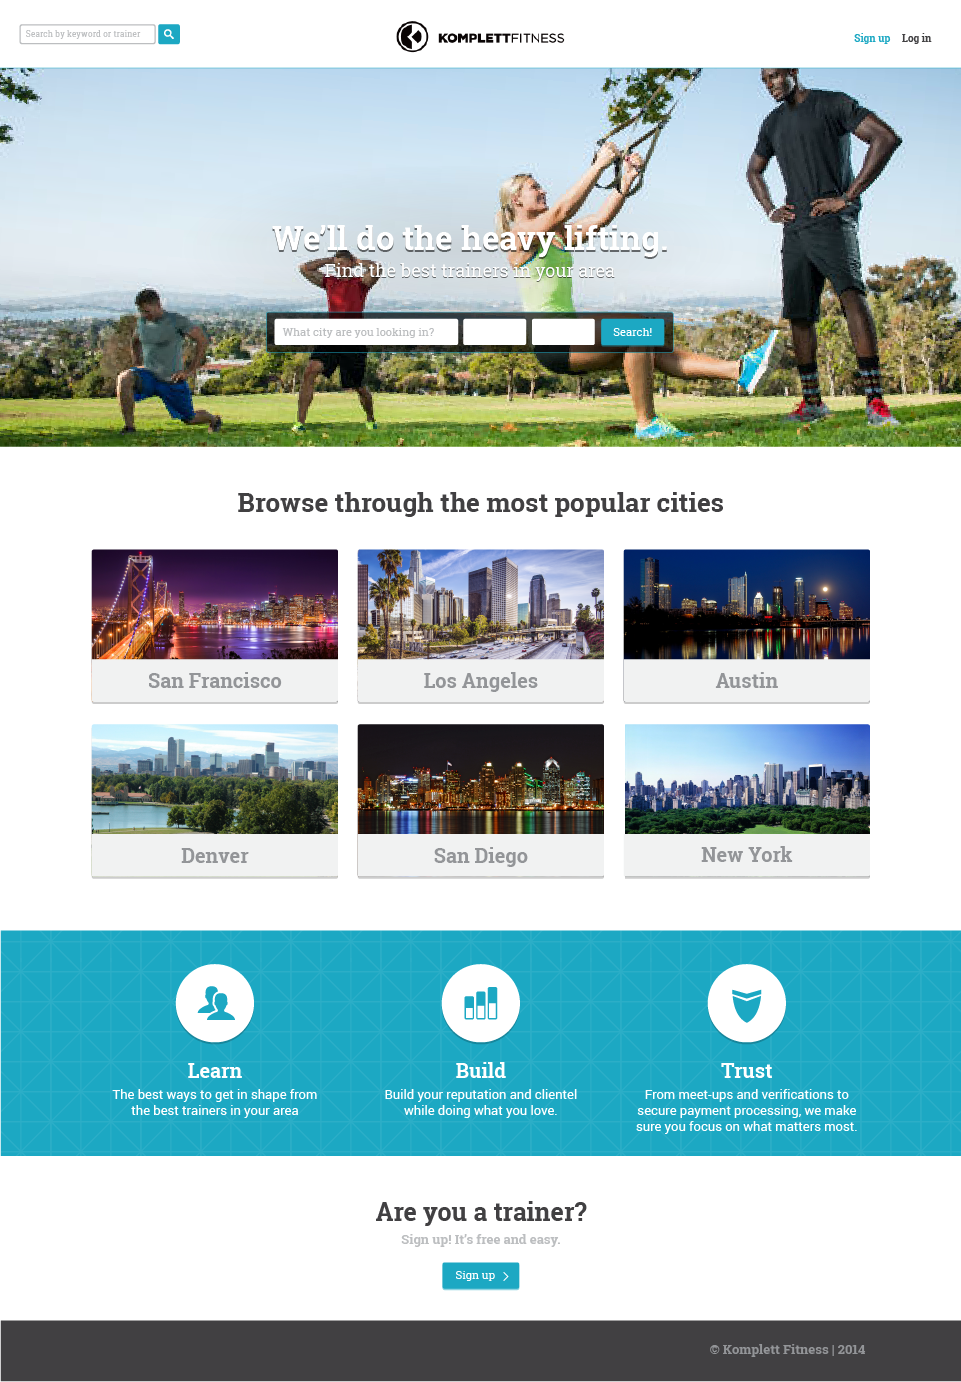 Search by keyword or trainer
KOMPLETTFITNESS
Sign up Log in
We'll do the heavy lifting.
Find the best trainers in your area
What city are you looking in?
Search!
Browse through the most popular cities
San Francisco
Los Angeles
Austin
Denver
San Diego
New York
Learn
The best ways to get in shape from
the best trainers in your area
Build
Build your reputation and clientel
while doing what you love.
Trust
From meet-ups and verifications to
secure payment processing, we make
sure you focus on what matters most.
Are you a trainer?
Sign up! It's free and easy.
Sign up
© Komplett Fitness | 2014